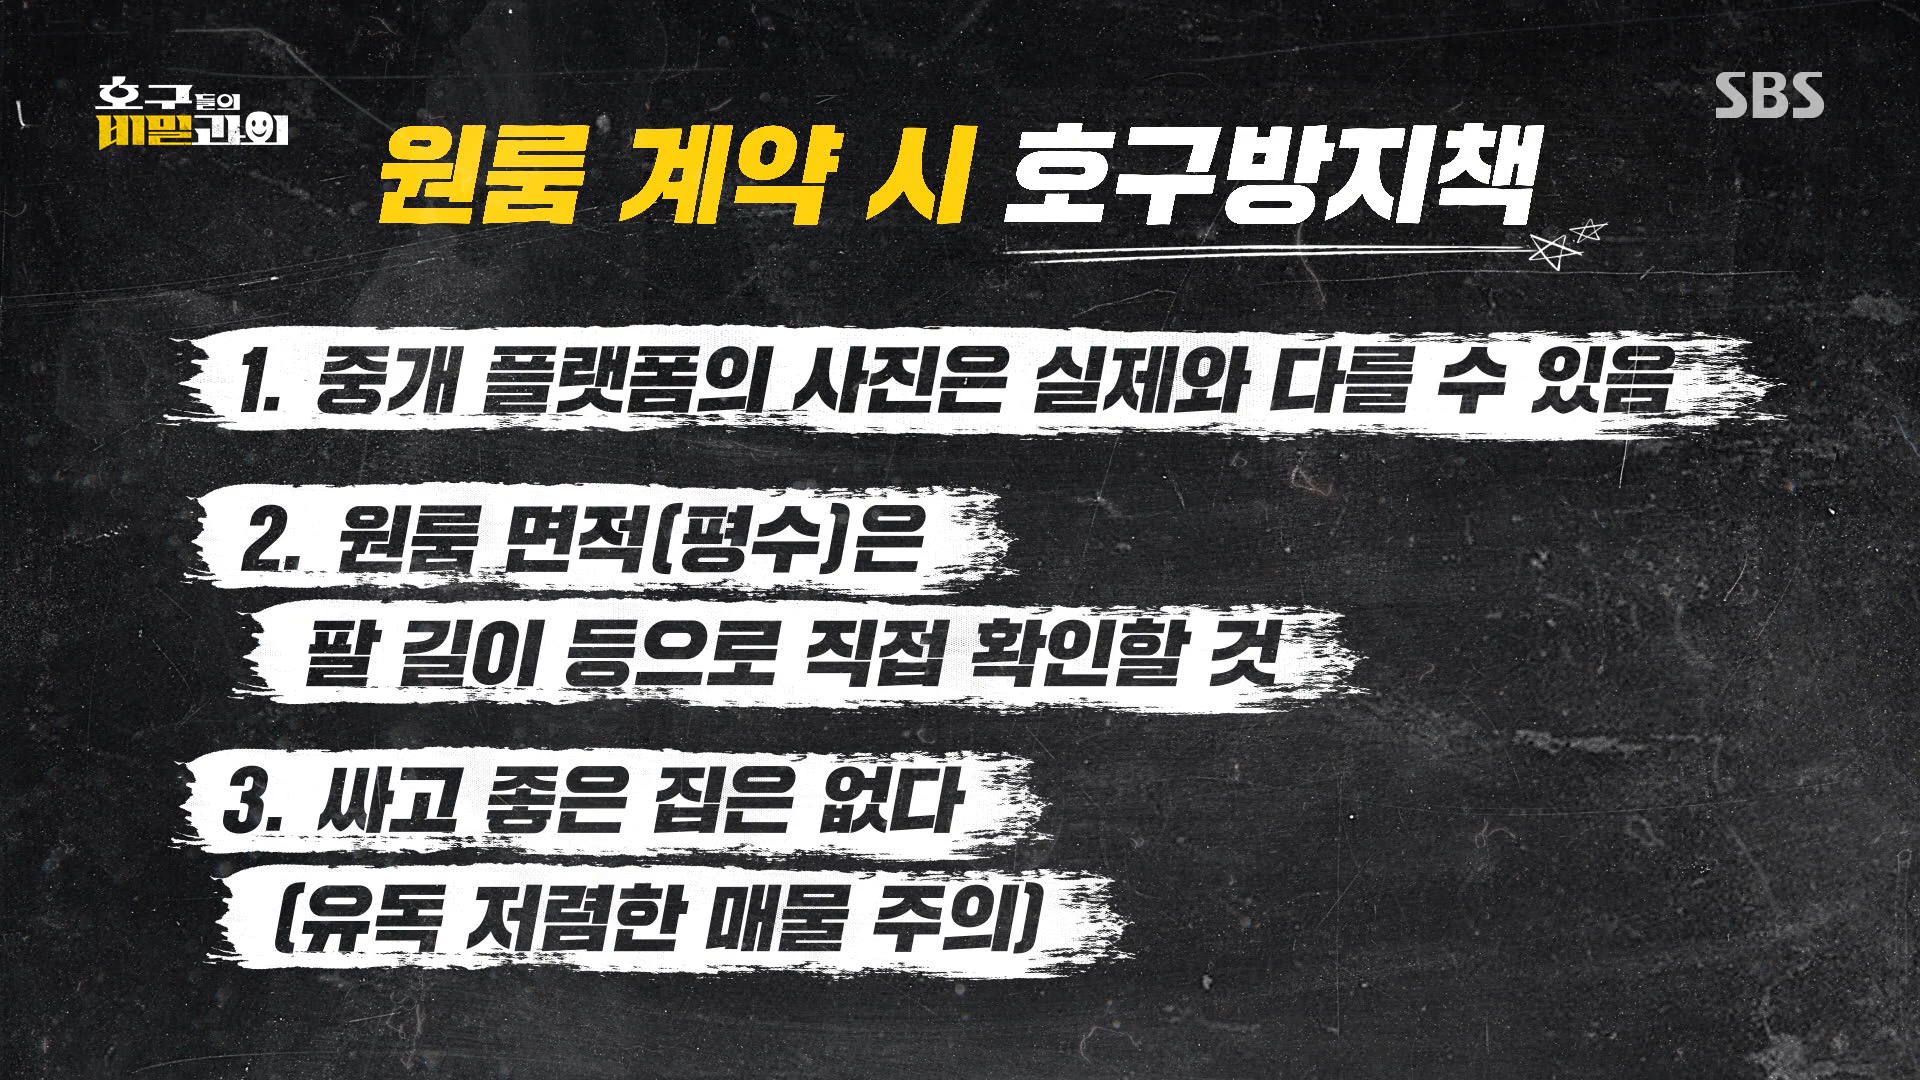 호구들의
비밀과외
SBS
원룸 계약 시 호구방지책
1. 중개 플랫폼의 사진은 실제와 다를 수 있음
2. 원룸 면적(평수)은
팔 길이 등으로 직접 확인할 것
3. 싸고 좋은 집은 없다
(유독 저렴한 매물 주의)